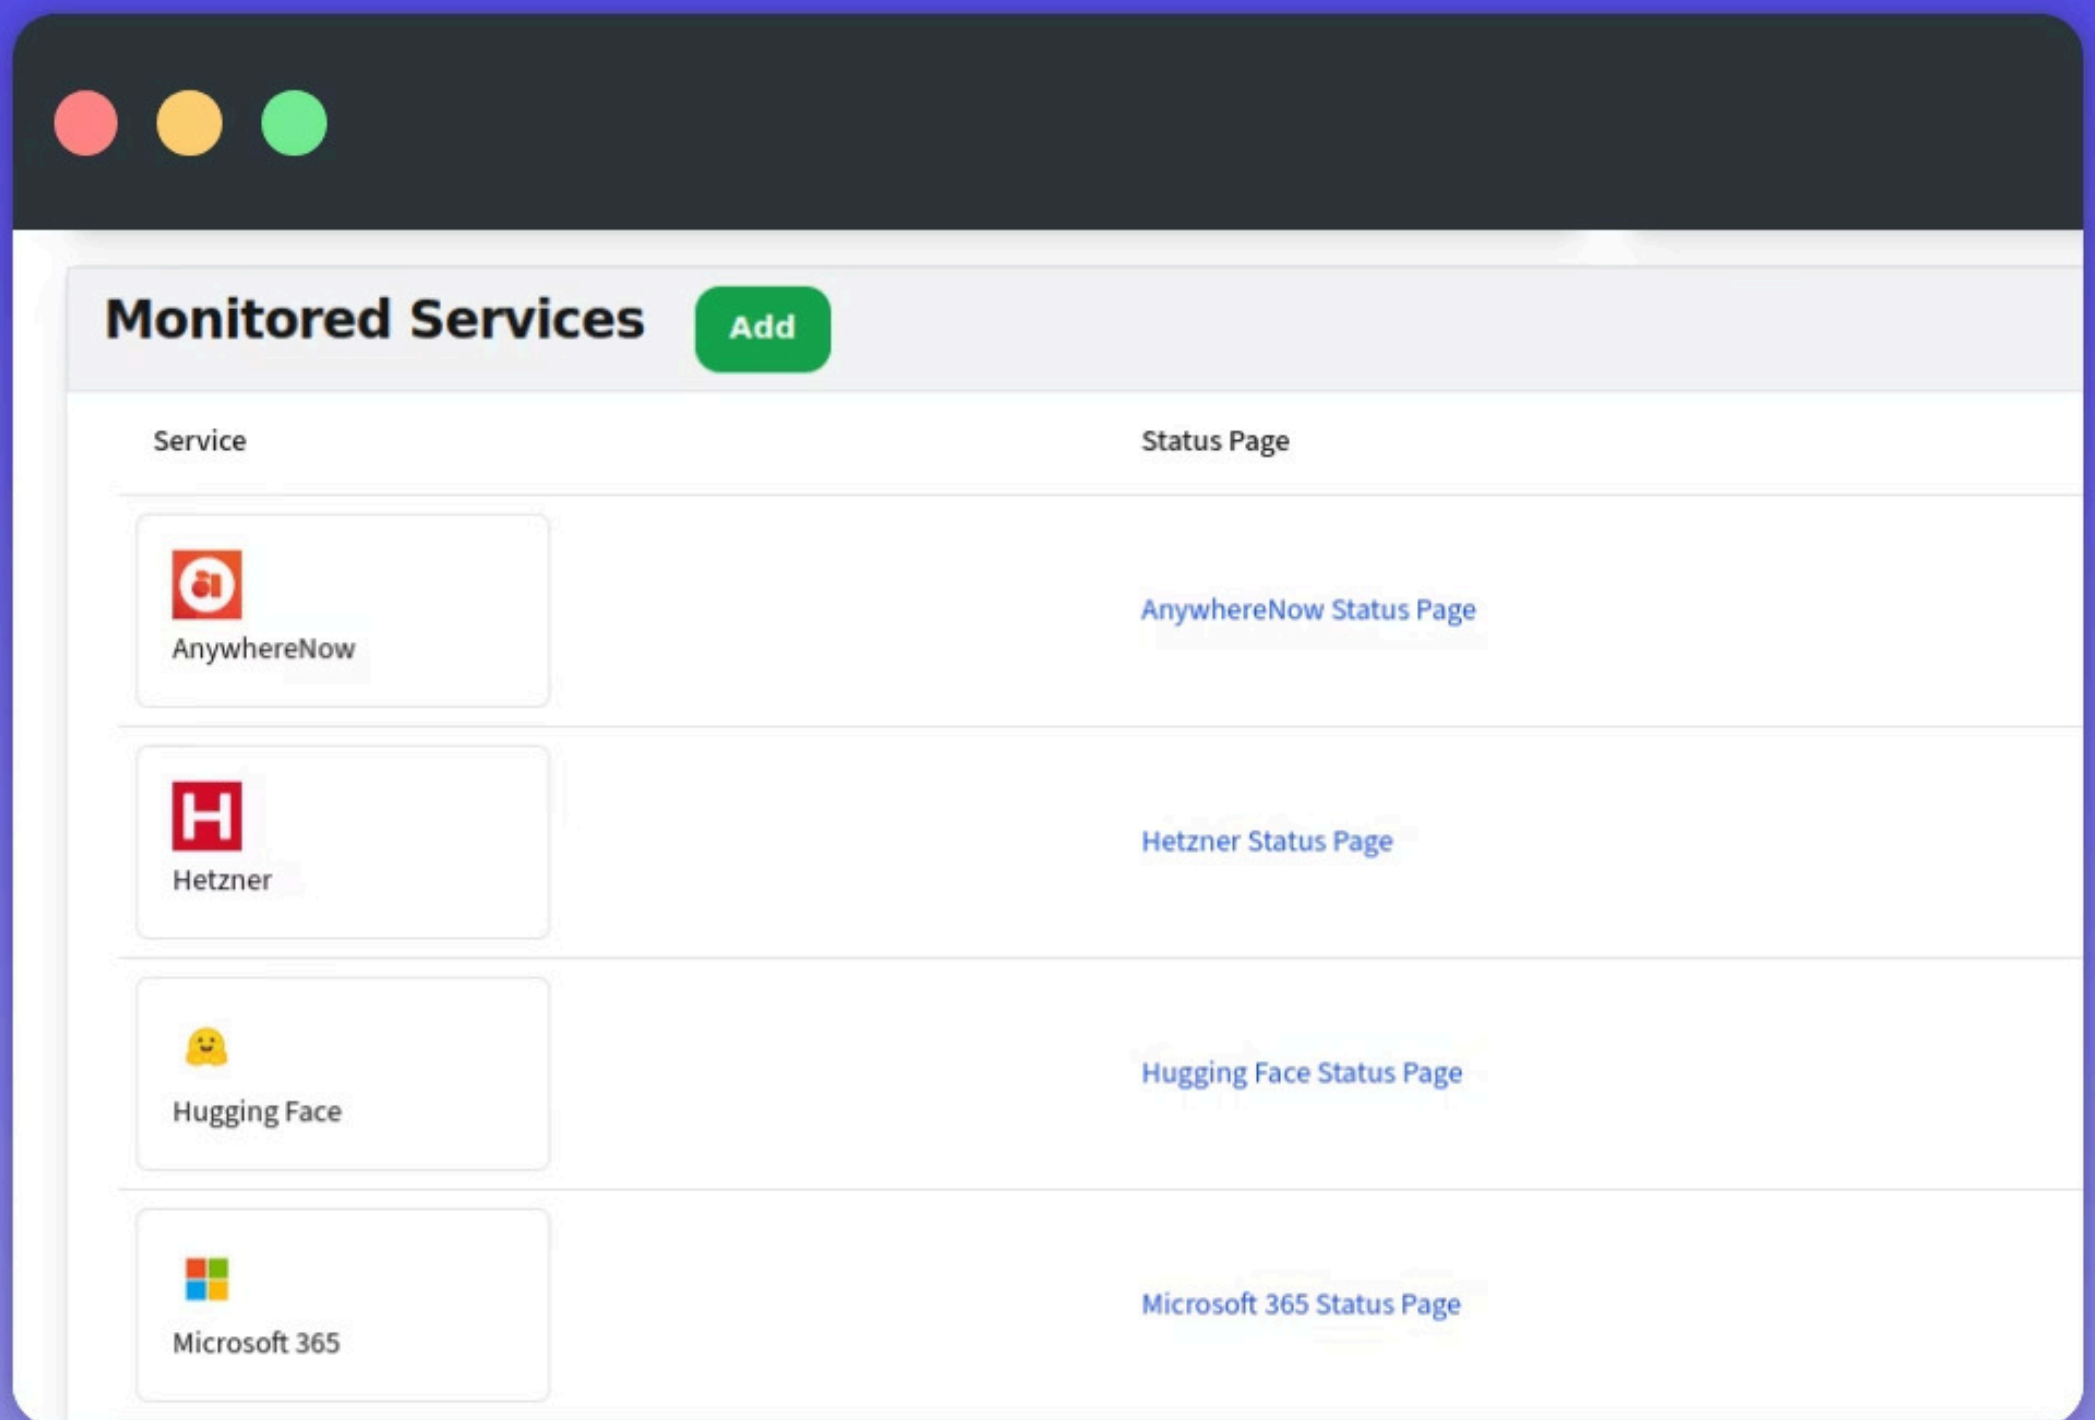 Monitored Services Add
Service Status Page
AnywhereNow AnywhereNow Status Page
Hetzner Hetzner Status Page
Hugging Face Hugging Face Status Page
Microsoft 365 Microsoft 365 Status Page